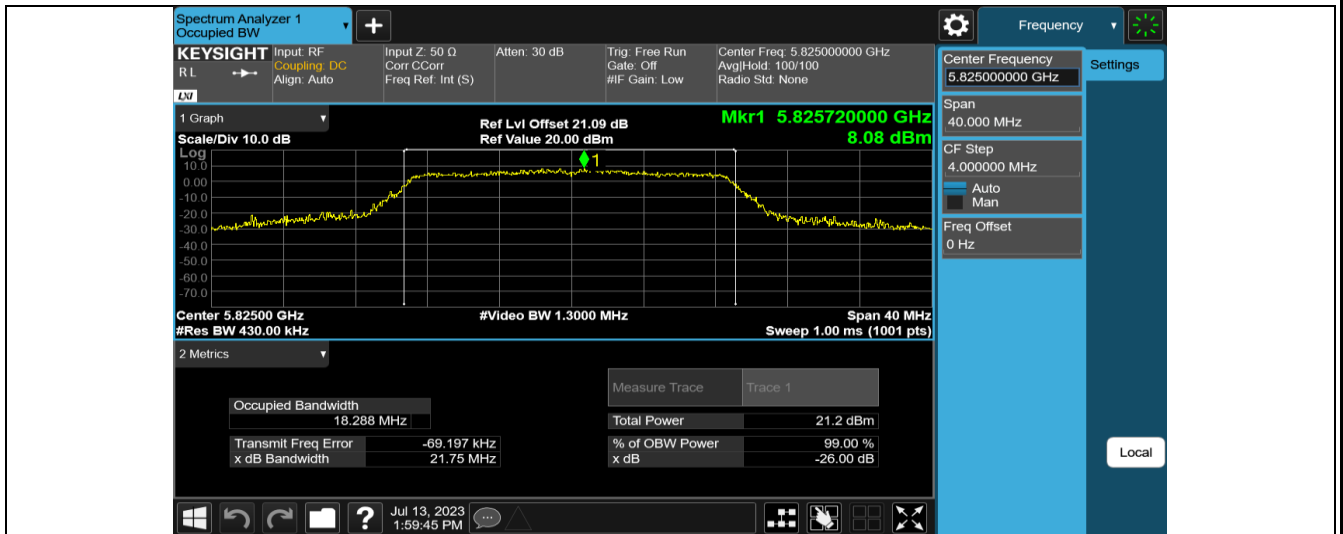 Spectrum Analyzer 1
Occupied BW
+
Frequency
KEYSIGHT
R L
LXI
Input: RF
Coupling: DC
Align: Auto
Input Z: 50 Ω
Corr CCorr
Freq Ref: Int (S)
Atten: 30 dB
Trig: Free Run
Gate: Off
#IF Gain: Low
Center Freq: 5.825000000 GHz
Avg|Hold: 100/100
Radio Std: None
Center Frequency
5.825000000 GHz
Settings
Span
40.000 MHz
CF Step
4.000000 MHz
Auto
Man
Freq Offset
0 Hz
1 Graph
Scale/Div 10.0 dB
Ref Lvl Offset 21.09 dB
Ref Value 20.00 dBm
Mkr1 5.825720000 GHz
8.08 dBm
Log
10.0
0.00
-10.0
-20.0
-30.0
-40.0
-50.0
-60.0
-70.0
1
Center 5.82500 GHz
#Video BW 1.3000 MHz
Span 40 MHz
#Res BW 430.00 kHz
Sweep 1.00 ms (1001 pts)
2 Metrics
Measure Trace
Trace 1
Occupied Bandwidth
18.288 MHz
Total Power 21.2 dBm
Transmit Freq Error -69.197 kHz
% of OBW Power 99.00 %
x dB Bandwidth 21.75 MHz
x dB -26.00 dB
Local
?
Jul 13, 2023
1:59:45 PM